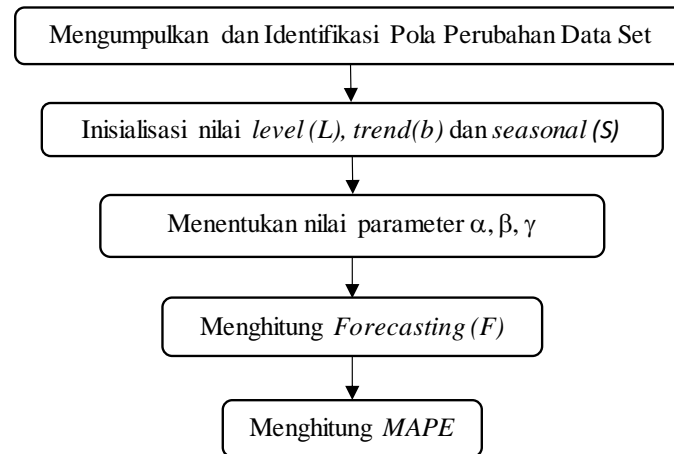 Mengumpulkan dan Identifikasi Pola Perubahan Data Set
Inisialisasi nilai level (L), trend(b) dan seasonal (S)
Menentukan nilai parameter α, β, γ
Menghitung Forecasting (F)
Menghitung MAPE